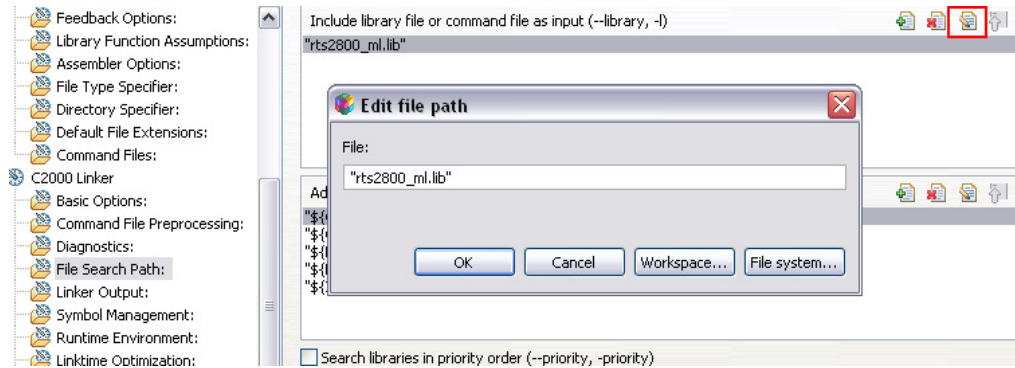 Feedback Options:
Library Function Assumptions:
Assembler Options:
File Type Specifier:
Directory Specifier:
Default File Extensions:
Command Files:
C2000 Linker
Basic Options:
Command File Preprocessing:
Diagnostics:
File Search Path:
Linker Output:
Symbol Management:
Runtime Environment:
Linktime Optimization:
Include library file or command file as input (--library, -l)
"rts2800_ml.lib"
Edit file path
File:
"rts2800_ml.lib"
OK Cancel Workspace... File system...
Ad
"${
"${
"${
"${
"${
Search libraries in priority order (--priority, -priority)